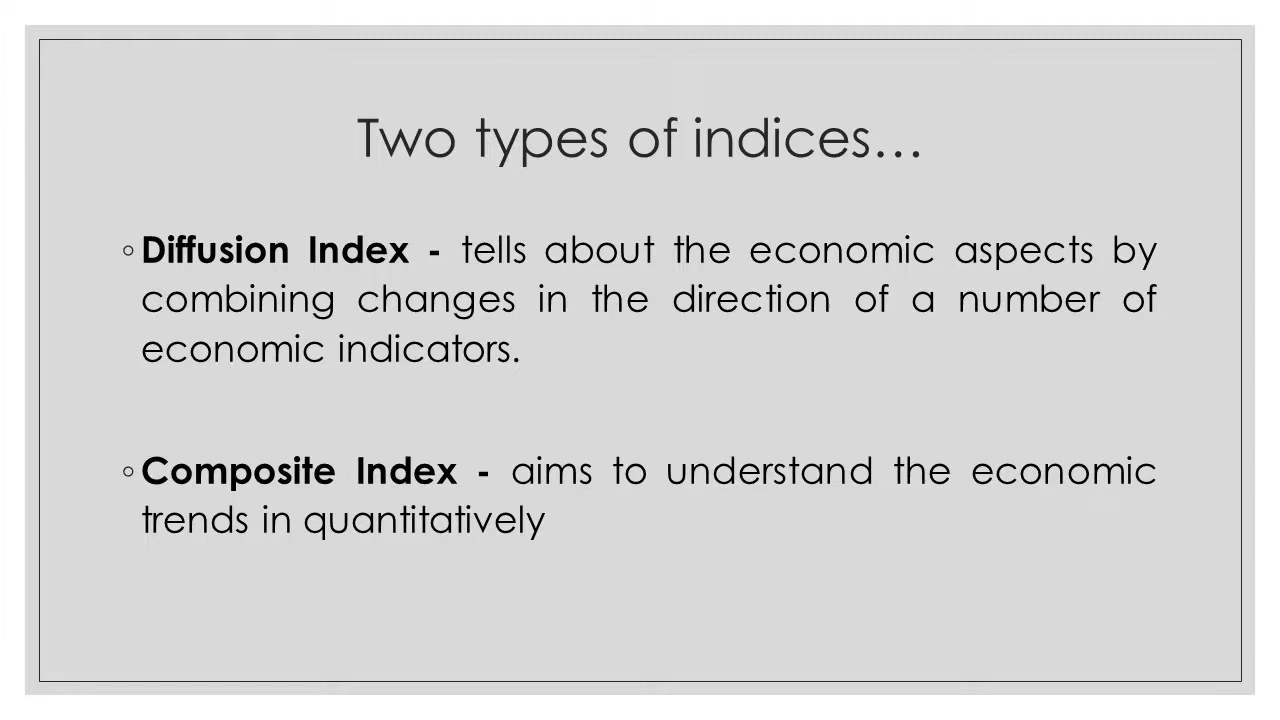 Two types of indices…
◦ Diffusion Index - tells about the economic aspects by
combining changes in the direction of a number of
economic indicators.
◦ Composite Index - aims to understand the economic
trends in quantitatively